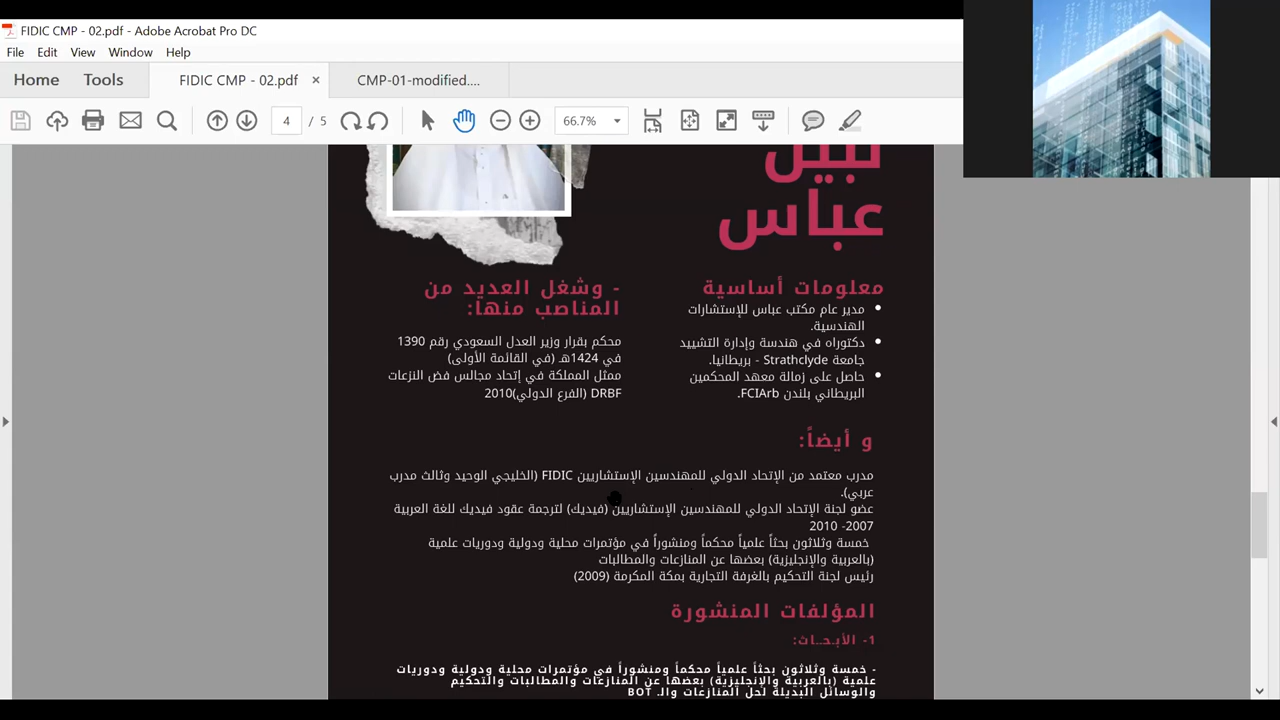 FIDIC CMP - 02.pdf - Adobe Acrobat Pro DC
File Edit View Window Help
Home Tools FIDIC CMP - 02.pdf × CMP-01-modified....
4 / 5 66.7%
نبيل
عباس
معلومات أساسية
مدير عام مكتب عباس للإستشارات
الهندسية.
دكتوراه في هندسة وإدارة التشييد
جامعة Strathclyde - بريطانيا.
حاصل على زمالة معهد المحكمين
البريطاني بلندن FCIArb.
- وشغل العديد من
المناصب منها:
محكم بقرار وزير العدل السعودي رقم 1390
في 1424هـ (في القائمة الأولى)
ممثل المملكة في إتحاد مجالس فض النزعات
DRBF (الفرع الدولي)2010
و أيضاً:
مدرب معتمد من الإتحاد الدولي للمهندسين الإستشاريين FIDIC (الخليجي الوحيد وثالث مدرب
عربي).
عضو لجنة الإتحاد الدولي للمهندسين الإستشاريين (فيديك) لترجمة عقود فيديك للغة العربية
2007- 2010
خمسة وثلاثون بحثاً علمياً محكماً ومنشوراً في مؤتمرات محلية ودولية ودوريات علمية
(بالعربية والإنجليزية) بعضها عن المنازعات والمطالبات
رئيس لجنة التحكيم بالغرفة التجارية بمكة المكرمة (2009)
المؤلفات المنشورة
1- الأبـحــاث:
- خمسة وثلاثون بحثاً علمياً محكماً ومنشوراً في مؤتمرات محلية ودولية ودوريات
علمية (بالعربية والإنجليزية) بعضها عن المنازعات والمطالبات والتحكيم
والوسائل البديلة لحل المنازعات والـ BOT